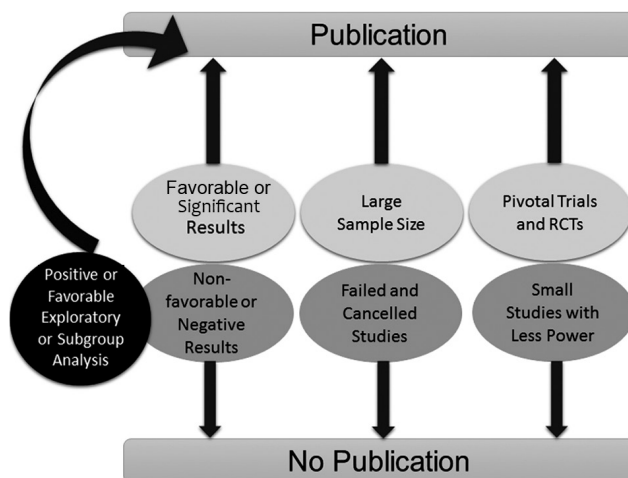 Publication
Favorable or
Significant
Results
Large
Sample Size
Pivotal Trials
and RCTs
Positive or
Favorable
Exploratory
or Subgroup
Analysis
Non-
favorable or
Negative
Results
Failed and
Cancelled
Studies
Small
Studies with
Less Power
No Publication